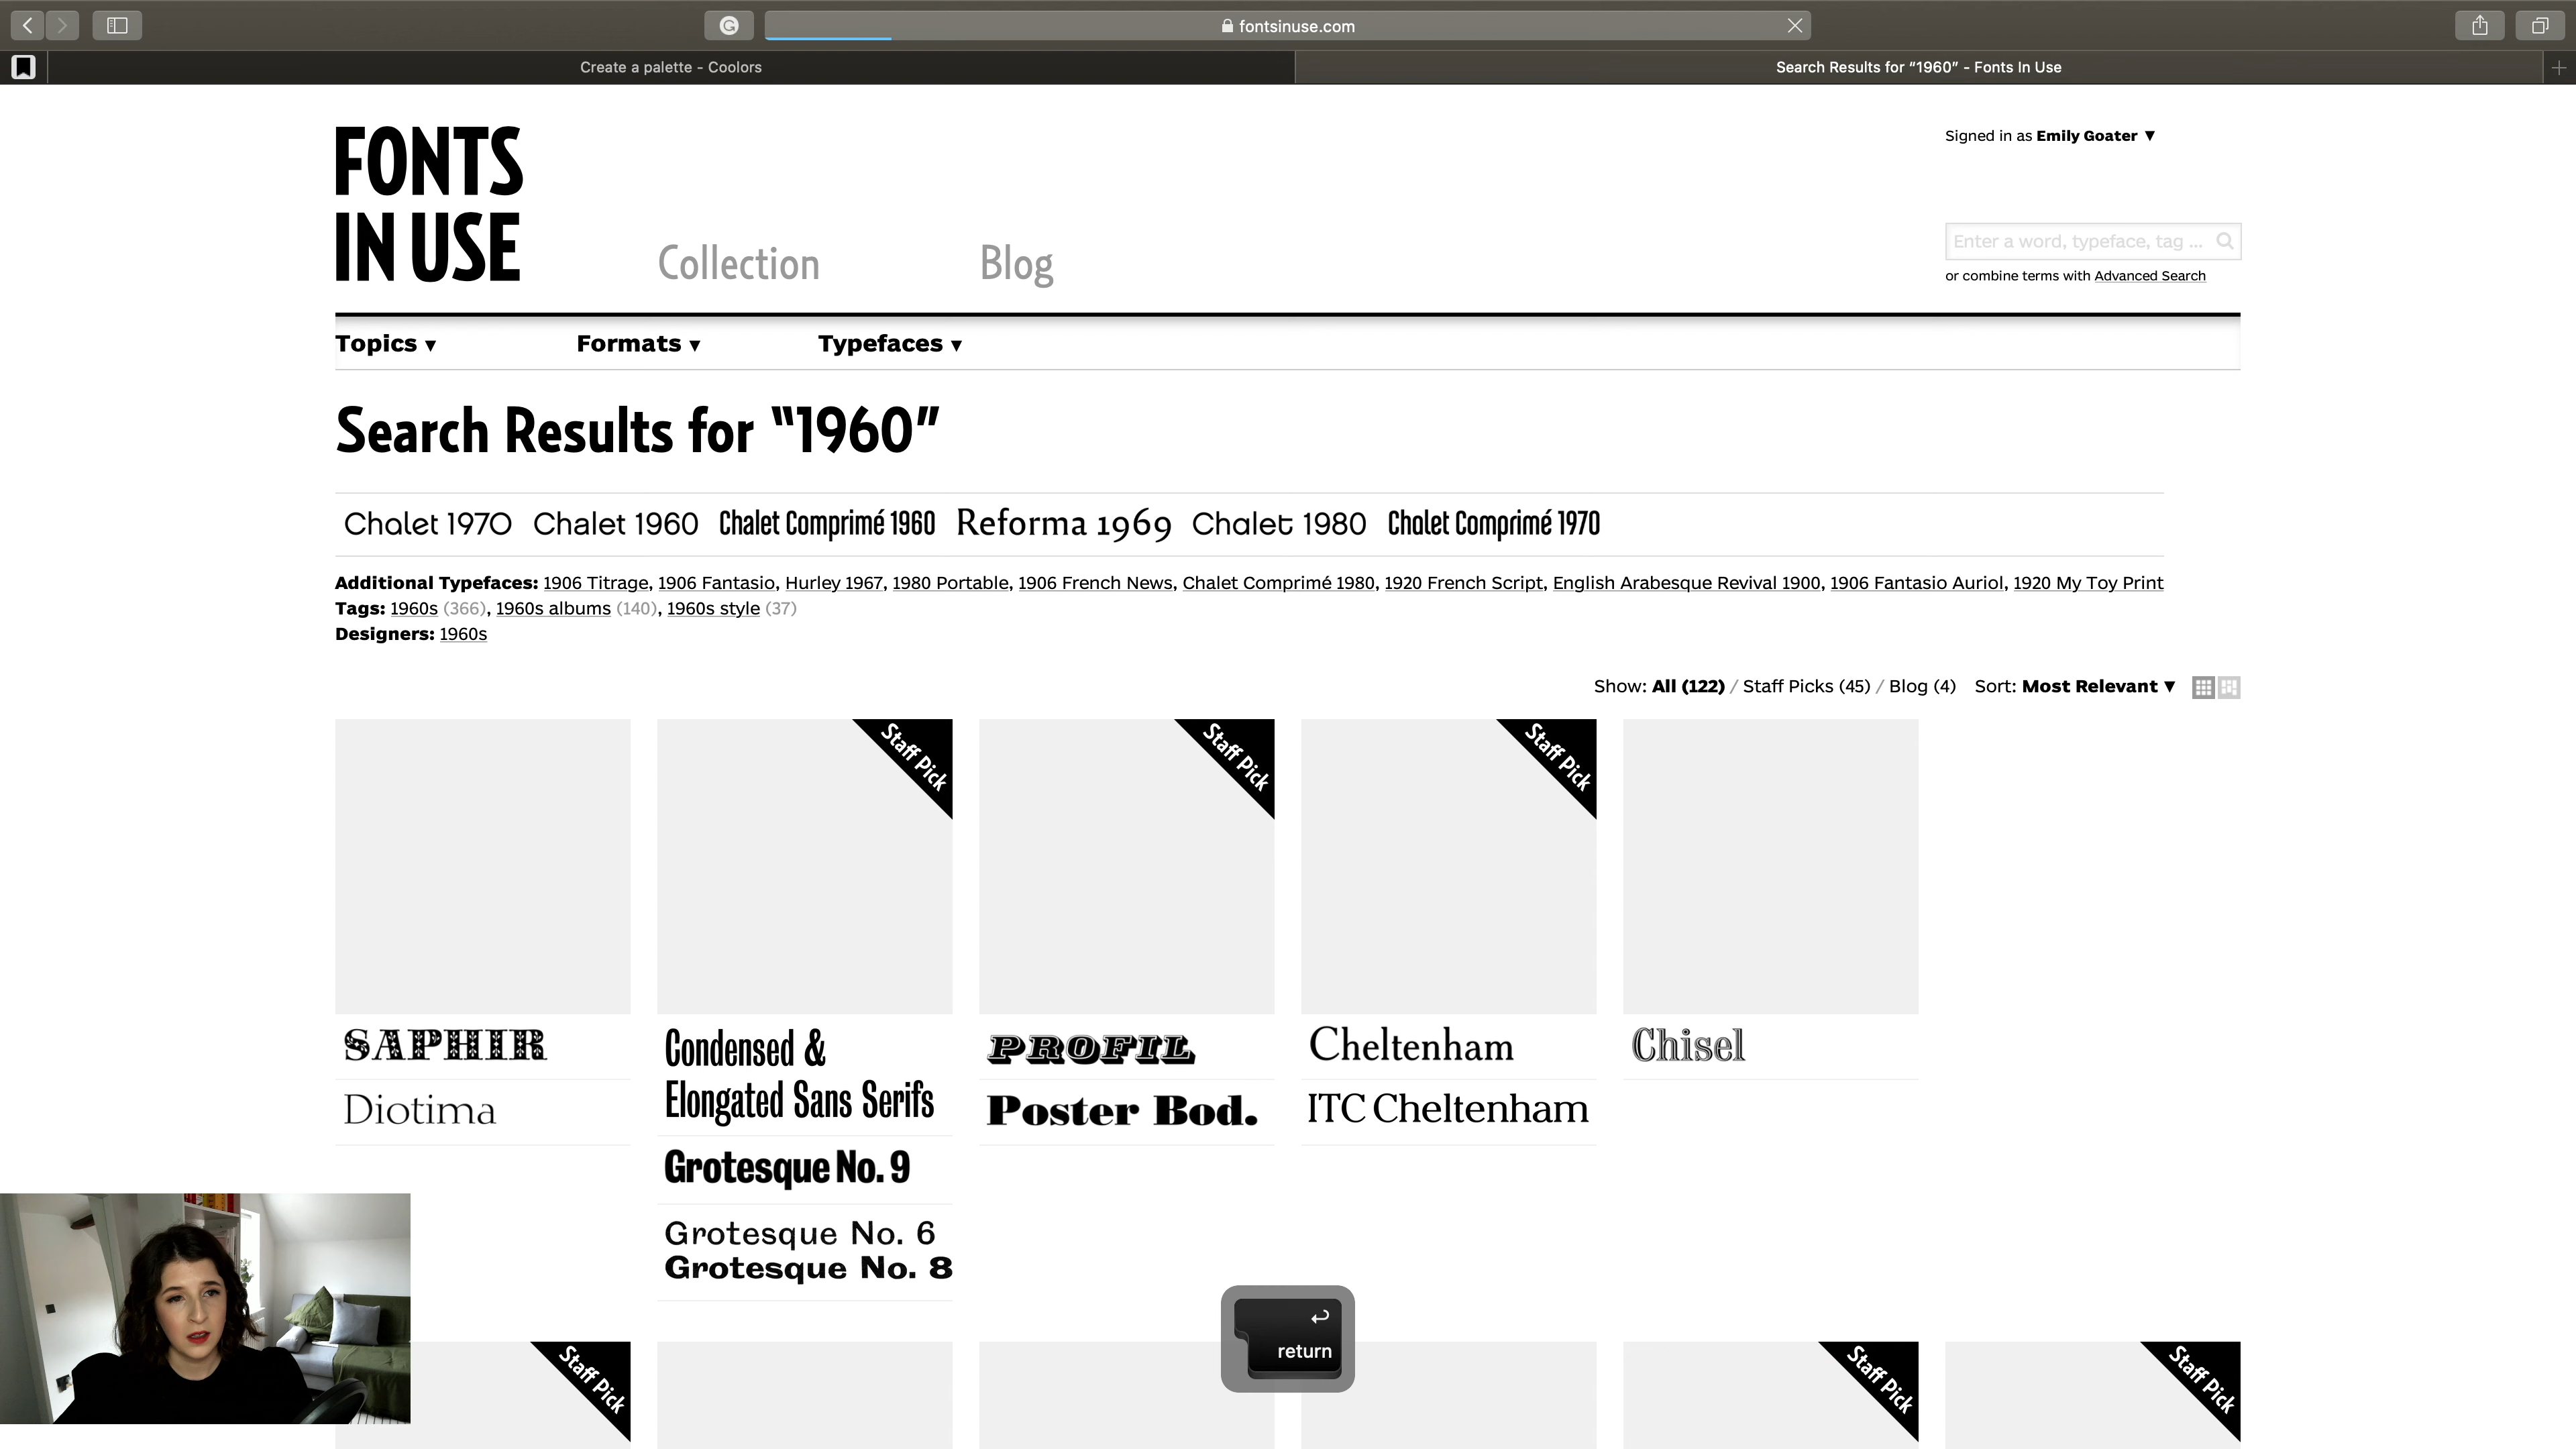 fontsinuse.com
Create a palette - Coolors
Search Results for “1960” - Fonts In Use
FONTS
IN USE
Collection
Blog
Signed in as Emily Goater ▼
Enter a word, typeface, tag ...
or combine terms with Advanced Search
Topics ▼
Formats ▼
Typefaces ▼
Search Results for “1960”
Chalet 1970 Chalet 1960 Chalet Comprimé 1960 Reforma 1969 Chalet 1980 Chalet Comprimé 1970
Additional Typefaces: 1906 Titrage, 1906 Fantasio, Hurley 1967, 1980 Portable, 1906 French News, Chalet Comprimé 1980, 1920 French Script, English Arabesque Revival 1900, 1906 Fantasio Auriol, 1920 My Toy Print
Tags: 1960s (366), 1960s albums (140), 1960s style (37)
Designers: 1960s
Show: All (122) / Staff Picks (45) / Blog (4) Sort: Most Relevant ▼
Staff Pick
Staff Pick
Staff Pick
SAPHIR
Diotima
Condensed &
Elongated Sans Serifs
Grotesque No. 9
Grotesque No. 6
Grotesque No. 8
PROFIL
Poster Bod.
Cheltenham
ITC Cheltenham
Chisel
return
Staff Pick
Staff Pick
Staff Pick